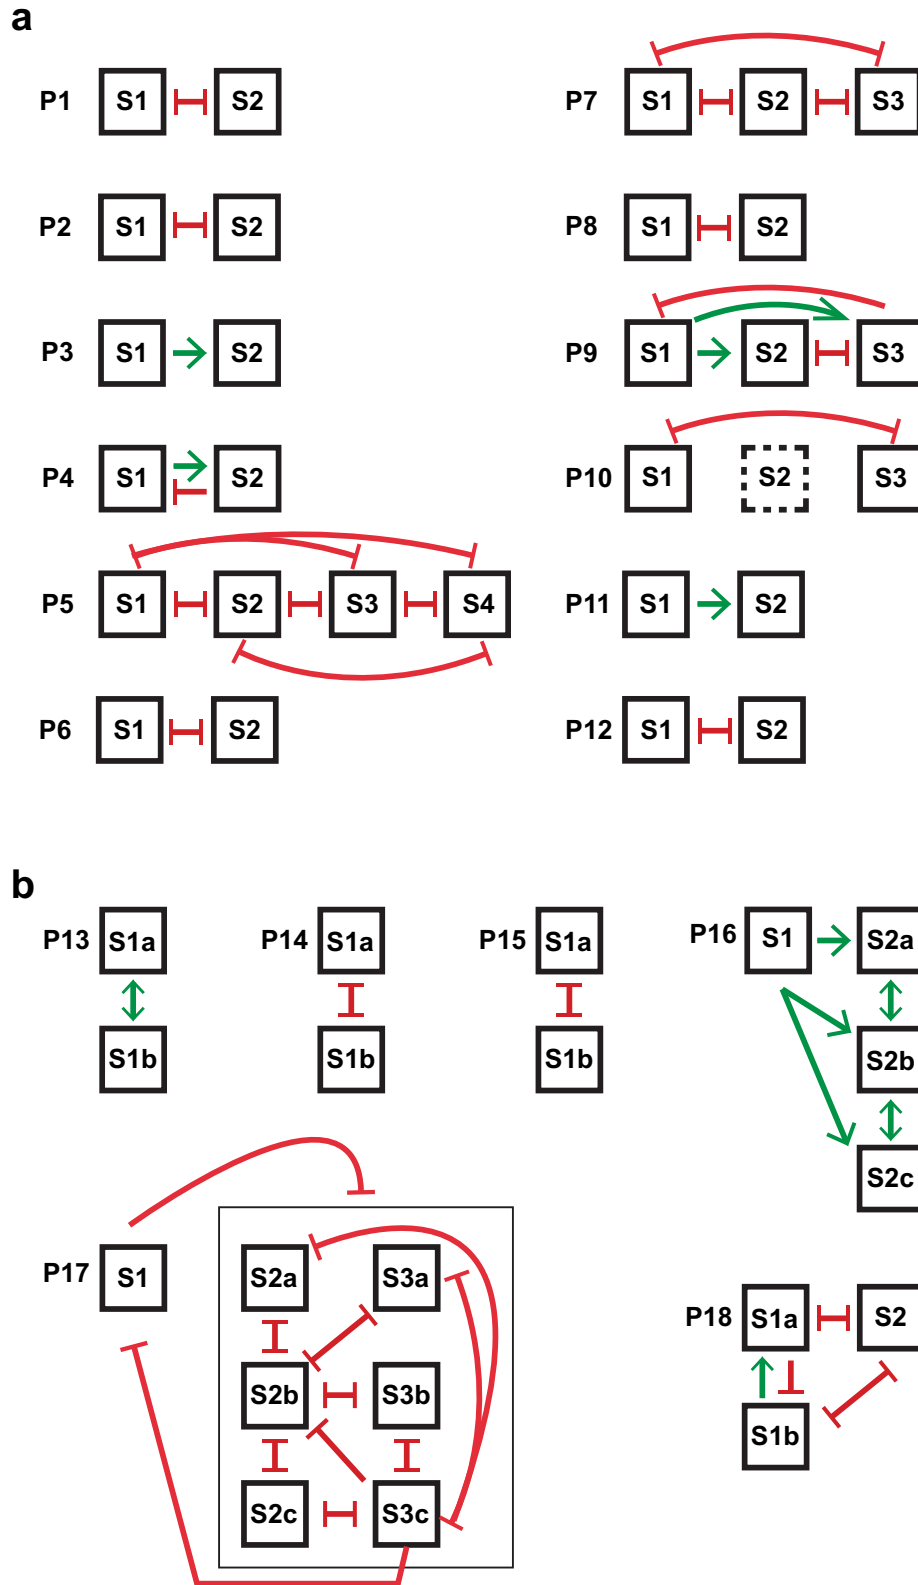 a
P1 S1 S2
P7 S1 S2 S3
P2 S1 S2
P8 S1 S2
P3 S1 S2
P9 S1 S2 S3
P4 S1 S2
P10 S1 S2 S3
P5 S1 S2 S3 S4
P11 S1 S2
P6 S1 S2
P12 S1 S2
b
P13 S1a
S1b
P14 S1a
S1b
P15 S1a
S1b
P16 S1 S2a
S2b
S2c
P17 S1
S2a S3a
S2b S3b
S2c S3c
P18 S1a S2
S1b